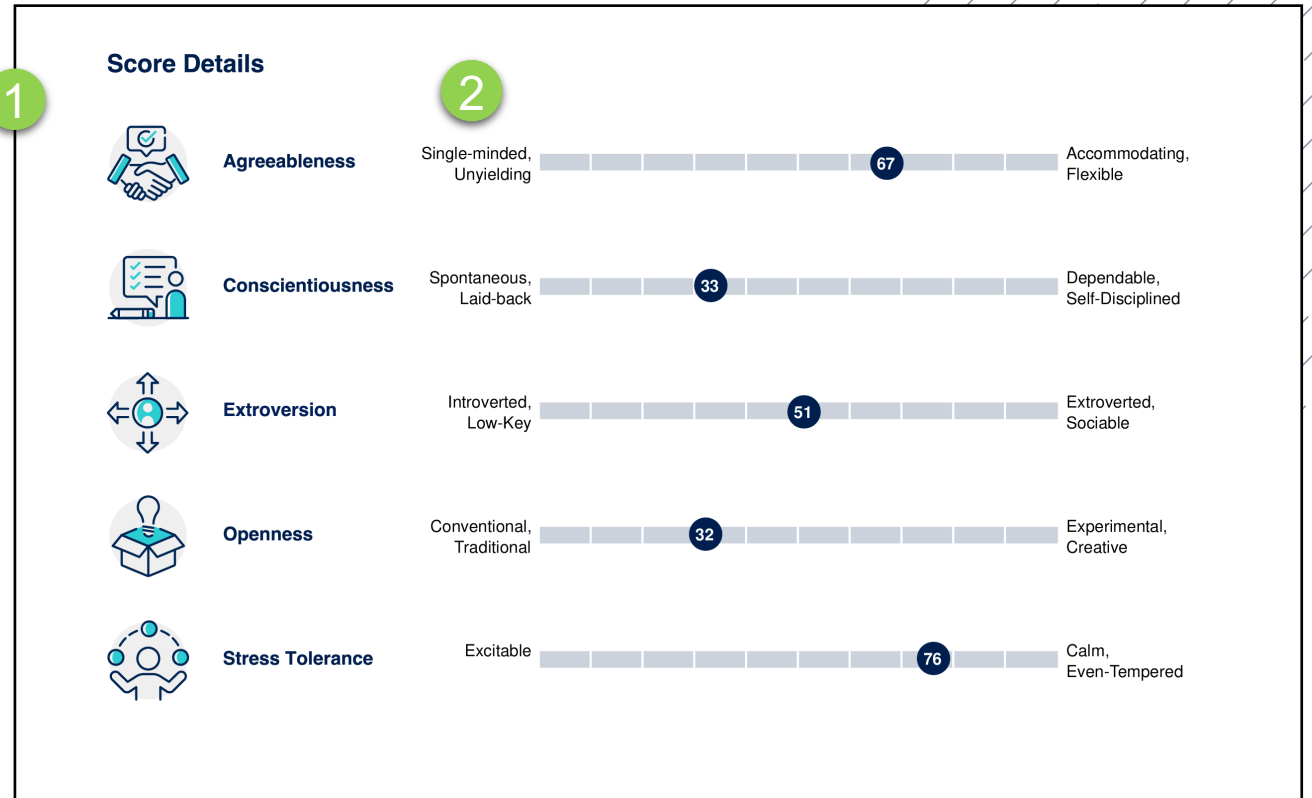 Score Details
1
2
Agreeableness
Single-minded,
Unyielding
67
Accommodating,
Flexible
Conscientiousness
Spontaneous,
Laid-back
33
Dependable,
Self-Disciplined
Extroversion
Introverted,
Low-Key
51
Extroverted,
Sociable
Openness
Conventional,
Traditional
32
Experimental,
Creative
Stress Tolerance
Excitable
76
Calm,
Even-Tempered